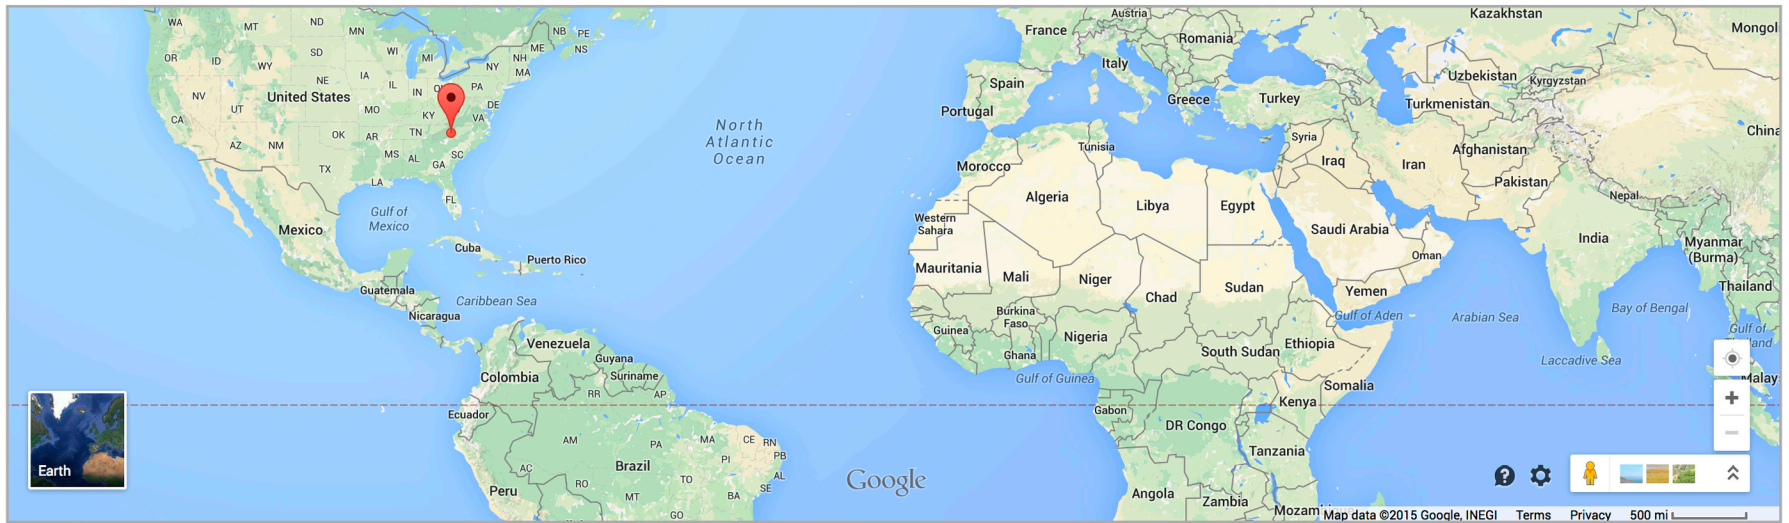 WA
MT
ND
MN
OR
ID
WY
SD
WI
MI
NB
PE
ME
NS
NH
NY
MA
NV
UT
NE
IA
IL
IN
PA
United States
CA
MO
KY
DE
VA
AZ
NM
OK
AR
TN
TX
MS
AL
SC
GA
LA
FL
Gulf of
Mexico
Mexico
Cuba
Puerto Rico
Guatemala
Caribbean Sea
Nicaragua
North
Atlantic
Ocean
Venezuela
Guyana
Suriname
Colombia
RR
AP
Ecuador
AM
PA
MA
CE
RN
PB
PI
AL
SE
AC
Brazil
TO
RO
MT
BA
GO
Peru
Austria
France
Romania
Italy
Spain
Portugal
Greece
Turkey
Kazakhstan
Mongol
Uzbekistan
Kyrgyzstan
Turkmenistan
China
Tunisia
Syria
Morocco
Iraq
Iran
Afghanistan
Pakistan
Nepal
Algeria
Libya
Egypt
Western
Sahara
Saudi Arabia
Oman
India
Myanmar
(Burma)
Mauritania
Mali
Niger
Chad
Sudan
Yemen
Thailand
Burkina
Faso
Guinea
Ghana
Nigeria
Gulf of Aden
Arabian Sea
Bay of Bengal
Gulf of
South Sudan
Ethiopia
Laccadive Sea
Gulf of Guinea
Somalia
Malay
Gabon
Kenya
DR Congo
Tanzania
Angola
Zambia
Mozam
Earth
Google
Map data ©2015 Google, INEGI
Terms
Privacy
500 mi